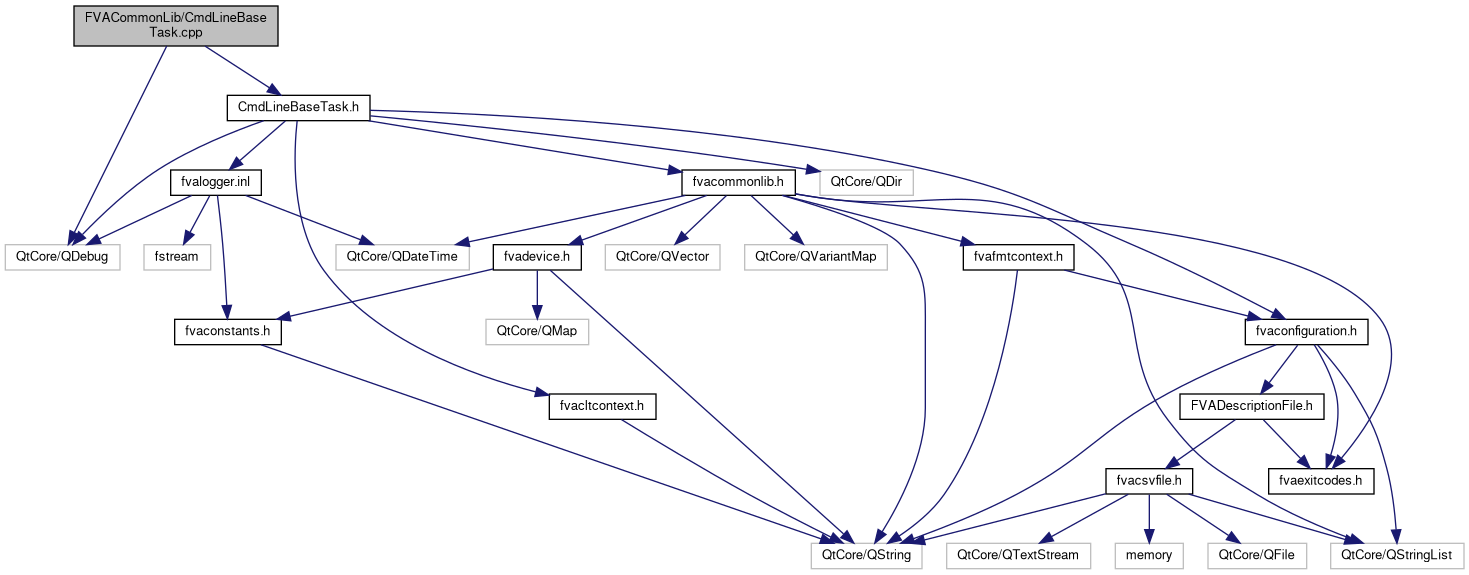 FVACommonLib/CmdLineBase
Task.cpp
CmdLineBaseTask.h
fvalogger.inl
fvacommonlib.h
QtCore/QDir
QtCore/QDebug
fstream
QtCore/QDateTime
fvadevice.h
QtCore/QVector
QtCore/QVariantMap
fvafmtcontext.h
fvaconstants.h
QtCore/QMap
fvaconfiguration.h
fvacltcontext.h
FVADescriptionFile.h
fvacsvfile.h
fvaexitcodes.h
QtCore/QString
QtCore/QTextStream
memory
QtCore/QFile
QtCore/QStringList